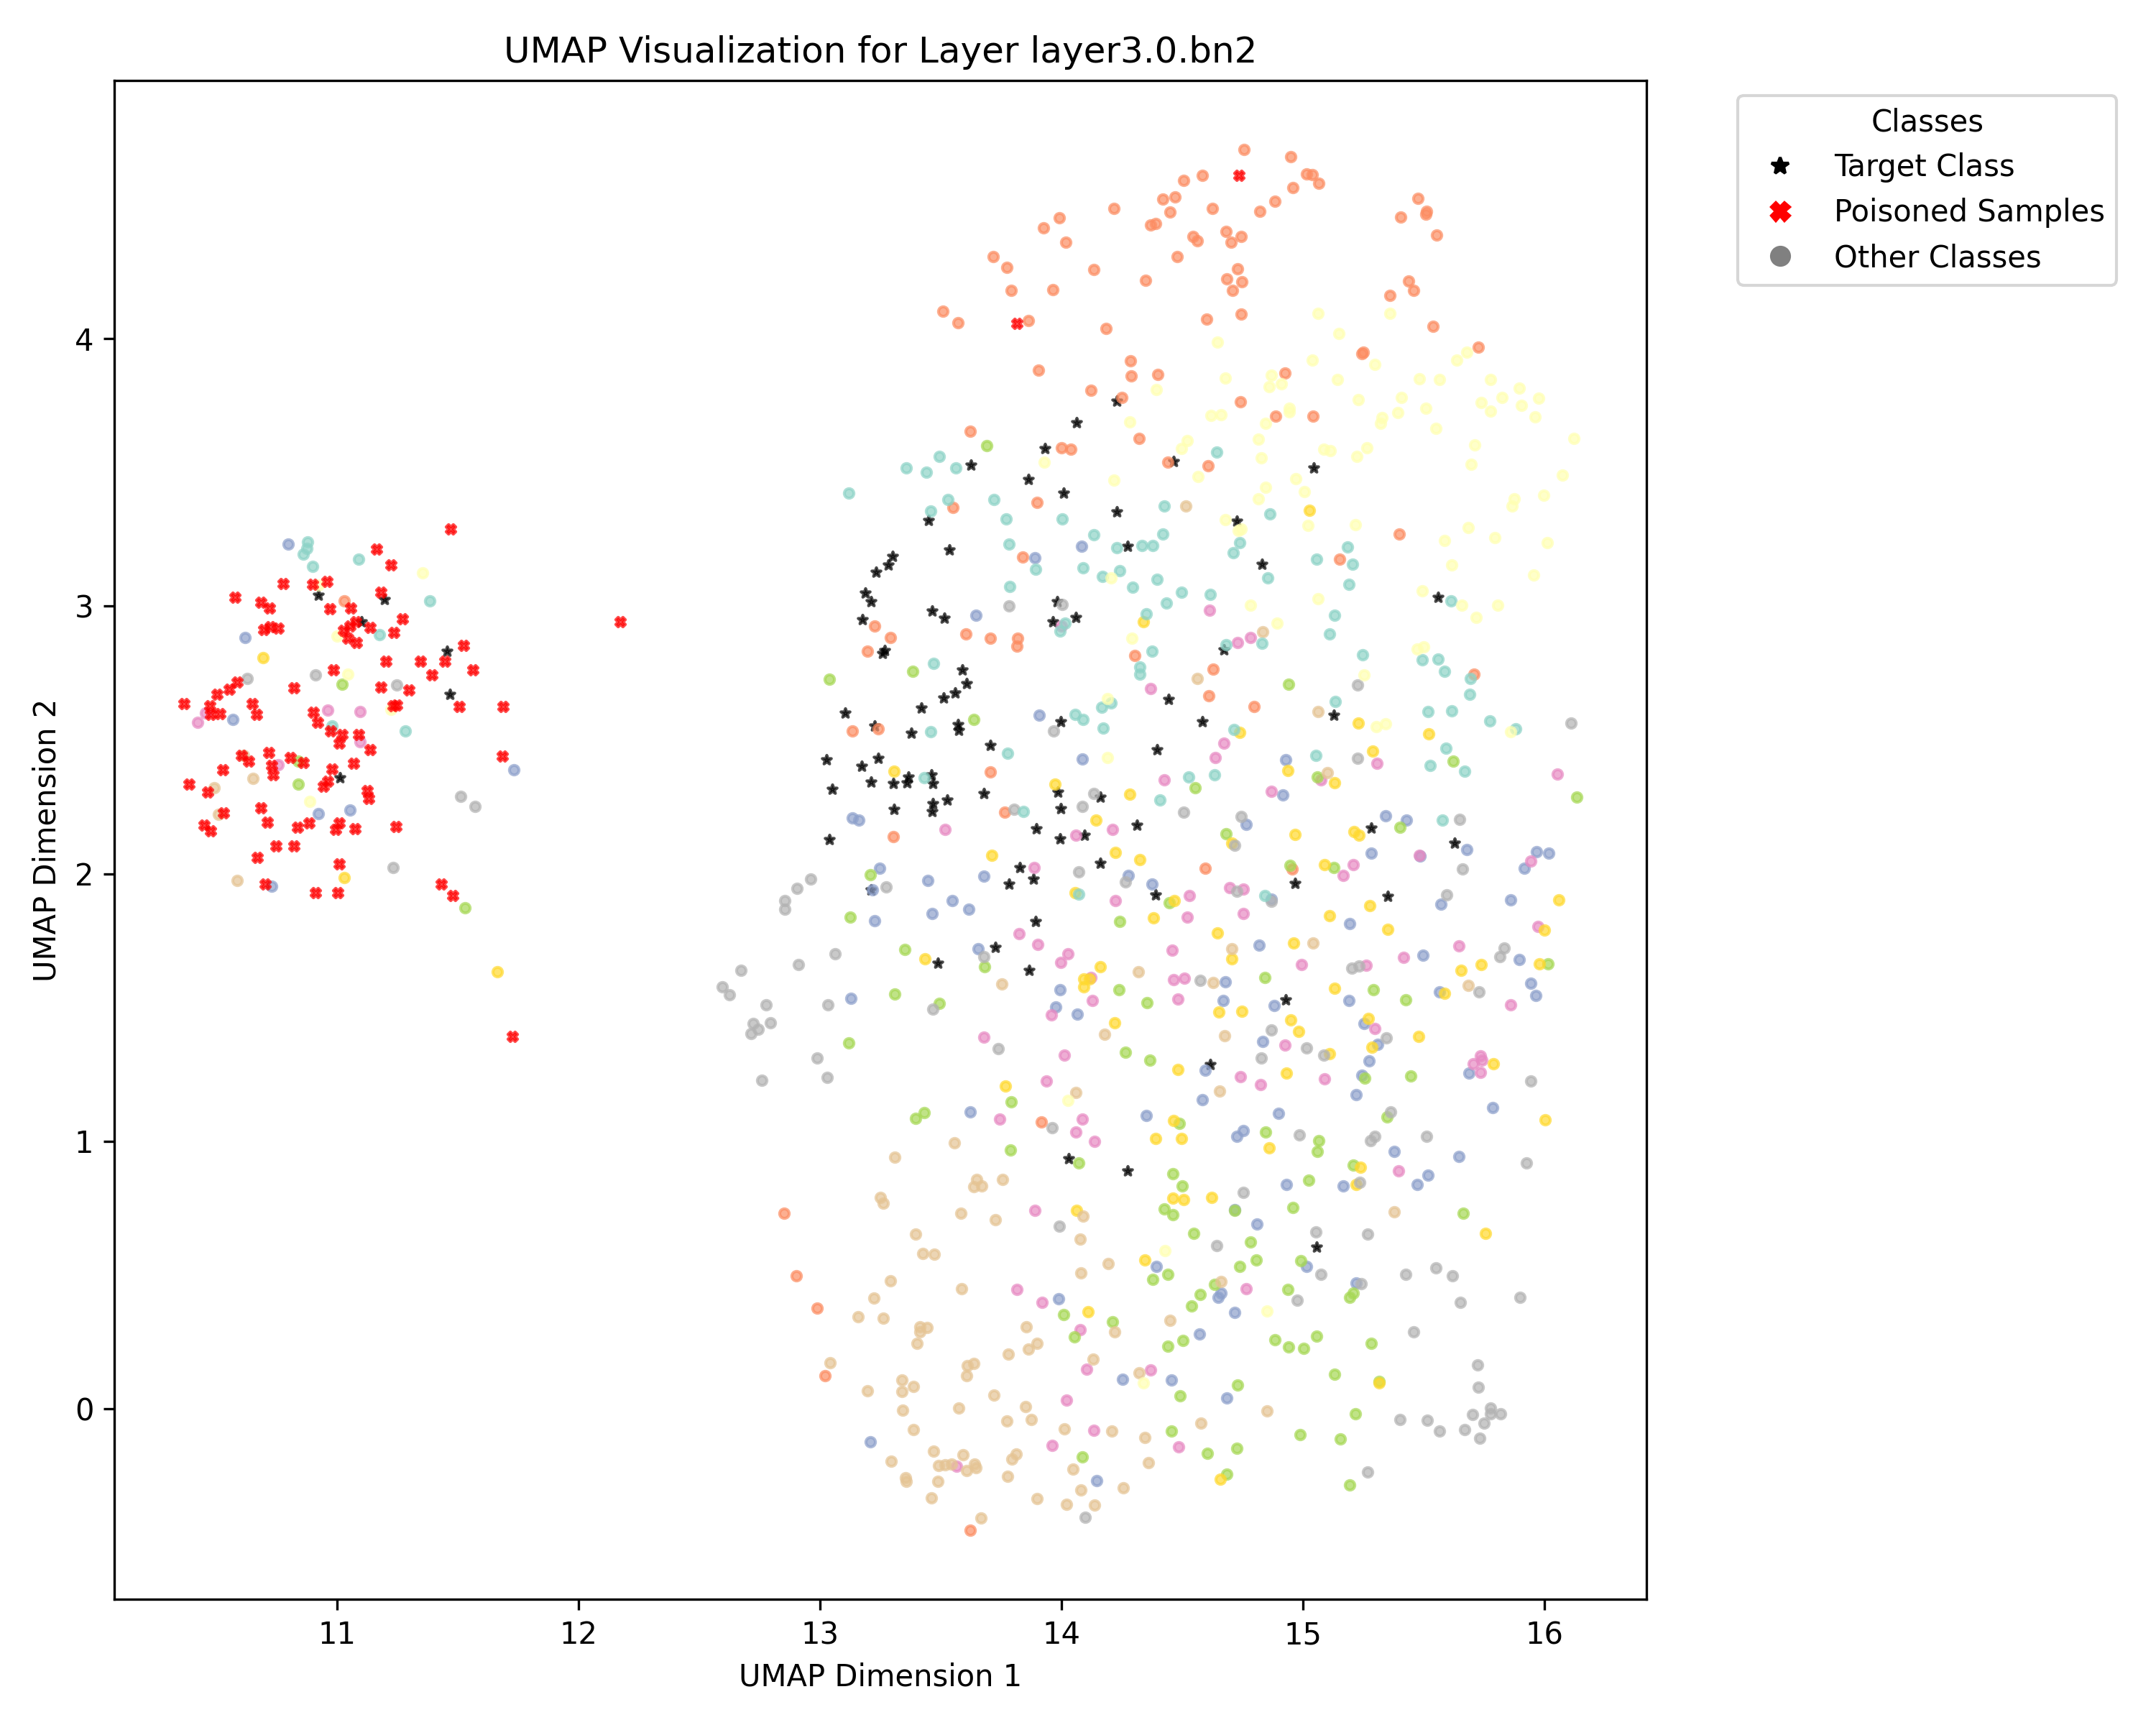 UMAP Visualization for Layer layer3.0.bn2
Classes
Target Class
Poisoned Samples
Other Classes
UMAP Dimension 2
4
3
2
1
0
11 12 13 14 15 16
UMAP Dimension 1